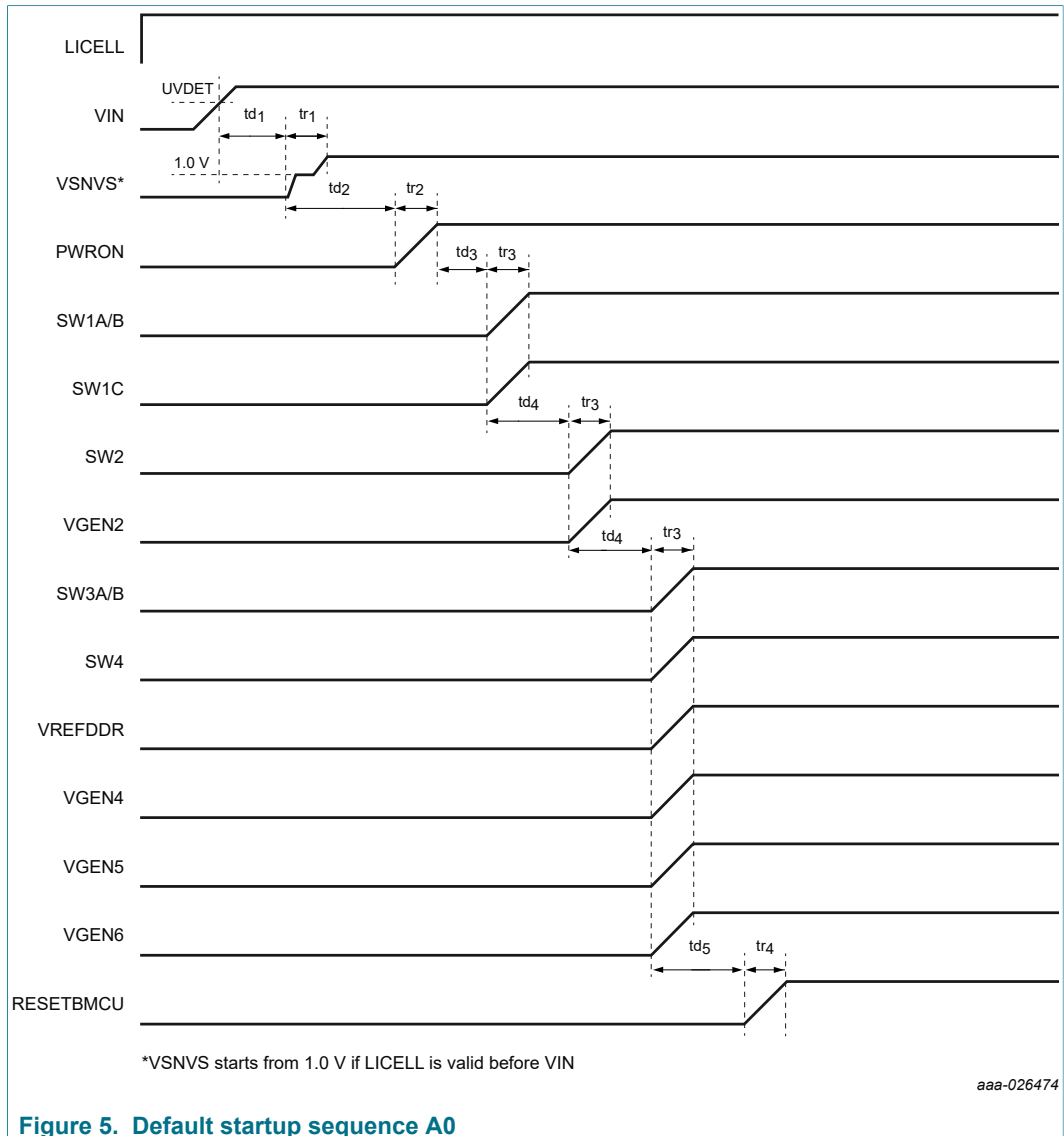 LICELL
UVDET
VIN
td1
tr1
1.0 V
VSNVS*
td2
tr2
PWRON
td3
tr3
SW1A/B
SW1C
td4
tr3
SW2
VGEN2
td4
tr3
SW3A/B
SW4
VREFDDR
VGEN4
VGEN5
VGEN6
td5
tr4
RESETBMCU
*VSNVS starts from 1.0 V if LICELL is valid before VIN
aaa-026474
Figure 5. Default startup sequence A0